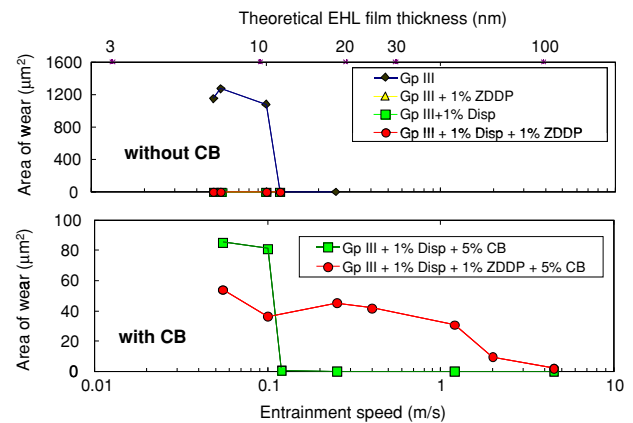 Theoretical EHL film thickness (nm)
3 10 20 30 100
Area of wear (μm²)
1600
1200
800
400
0
without CB
Gp III
Gp III + 1% ZDDP
Gp III+1% Disp
Gp III + 1% Disp + 1% ZDDP
Area of wear (μm²)
100
80
60
40
20
0
with CB
Gp III + 1% Disp + 5% CB
Gp III + 1% Disp + 1% ZDDP + 5% CB
0.01 0.1 1 10
Entrainment speed (m/s)